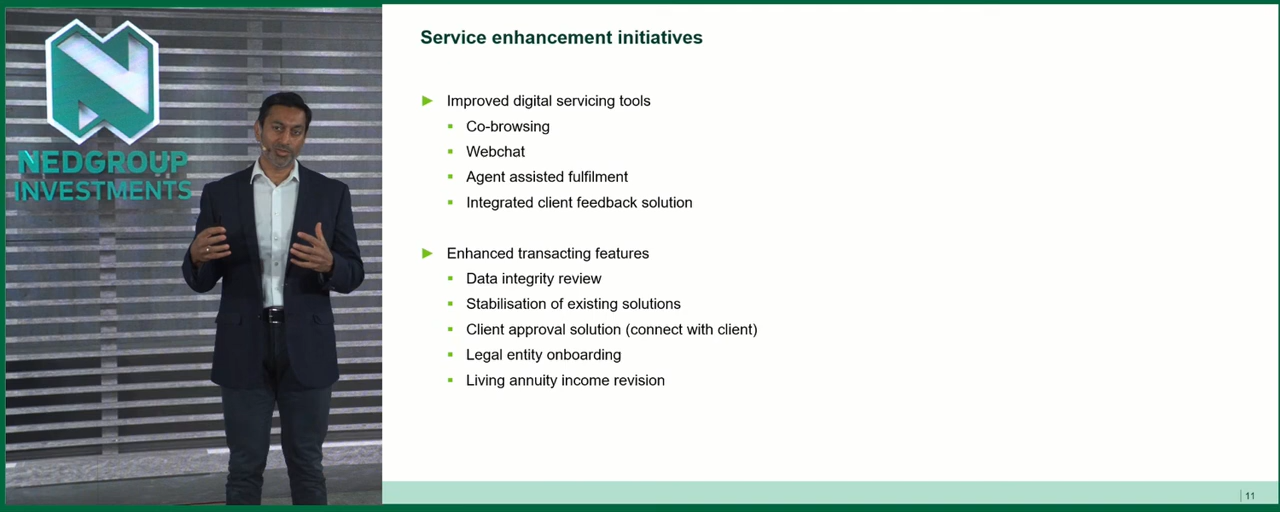 NEDGROUP
INVESTMENTS
Service enhancement initiatives
Improved digital servicing tools
Co-browsing
Webchat
Agent assisted fulfilment
Integrated client feedback solution
Enhanced transacting features
Data integrity review
Stabilisation of existing solutions
Client approval solution (connect with client)
Legal entity onboarding
Living annuity income revision
11